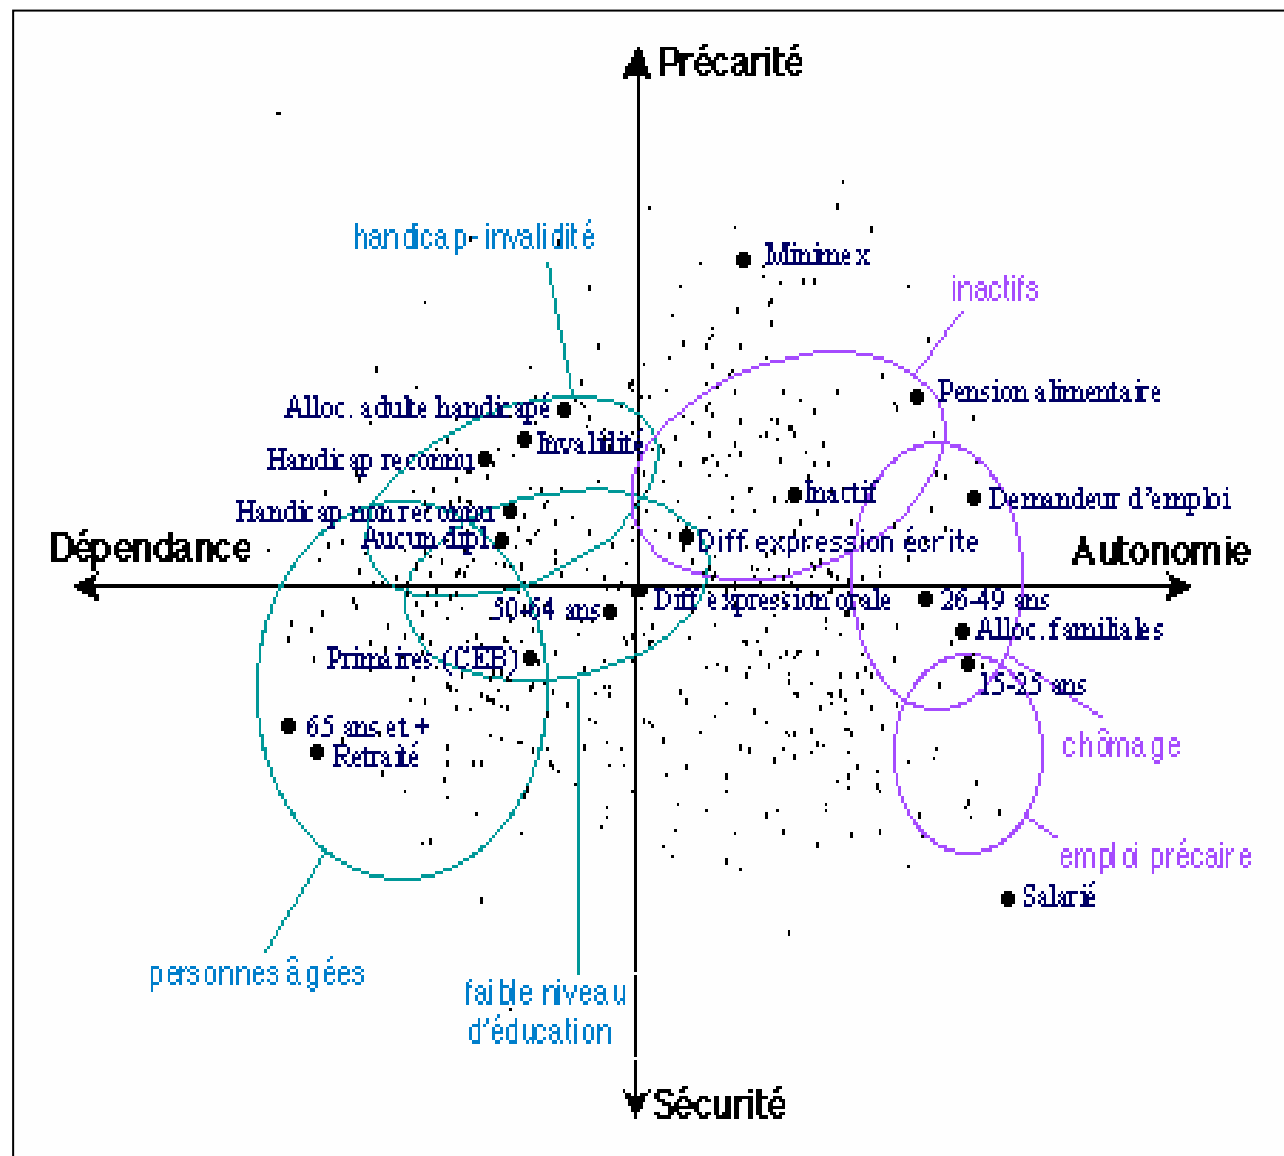 Précarité
handicap-invalidité
Minimex
inactifs
Pension alimentaire
Alloc. adulte handicapé
Invalidité
Handicap reconnu
Inactif
Demandeur d'emploi
Handicap non reconnu
Aucun dipl.
Diff. expression écrite
Dépendance
Autonomie
50-64 ans
Diff. expression orale
26-49 ans
Alloc. familiales
Primaires (CEB)
15-25 ans
65 ans et +
Retraité
chômage
emploi précaire
Salarié
personnes âgées
faible niveau
d'éducation
Sécurité